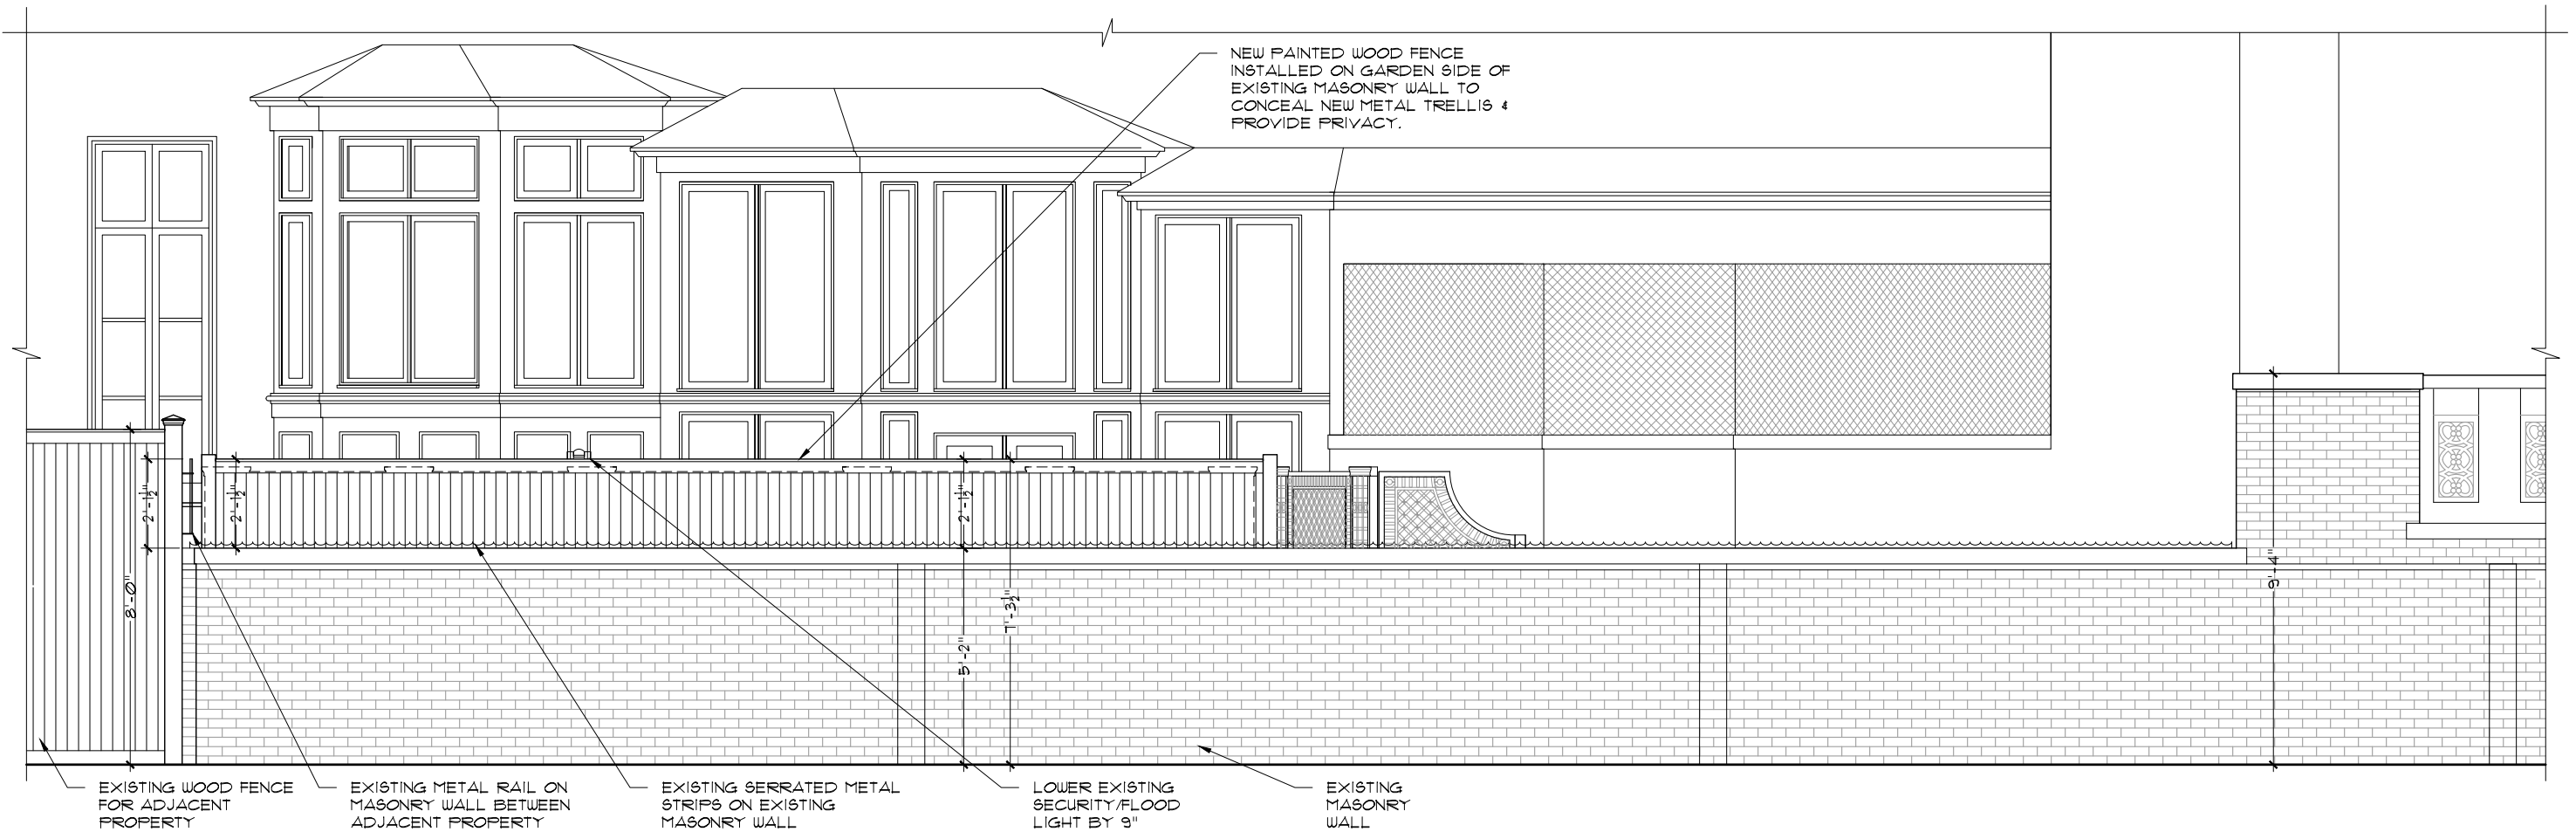 NEW PAINTED WOOD FENCE
INSTALLED ON GARDEN SIDE OF
EXISTING MASONRY WALL TO
CONCEAL NEW METAL TRELLIS &
PROVIDE PRIVACY.
2'-1½"
2'-1½"
2'-1½"
8'-0"
7'-3½"
5'-2"
9'-4"
EXISTING WOOD FENCE
FOR ADJACENT
PROPERTY
EXISTING METAL RAIL ON
MASONRY WALL BETWEEN
ADJACENT PROPERTY
EXISTING SERRATED METAL
STRIPS ON EXISTING
MASONRY WALL
LOWER EXISTING
SECURITY/FLOOD
LIGHT BY 9"
EXISTING
MASONRY
WALL